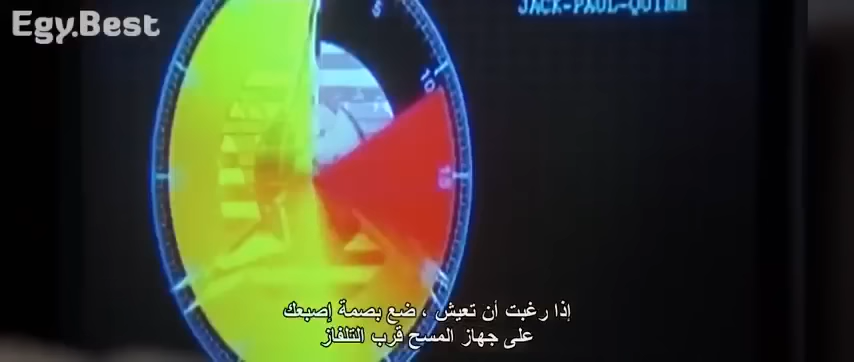 Egy.Best
JACK-PAUL-QUINN
5
10
15
إذا رغبت أن تعيش ، ضع بصمة إصبعك
على جهاز المسح قرب التلفاز